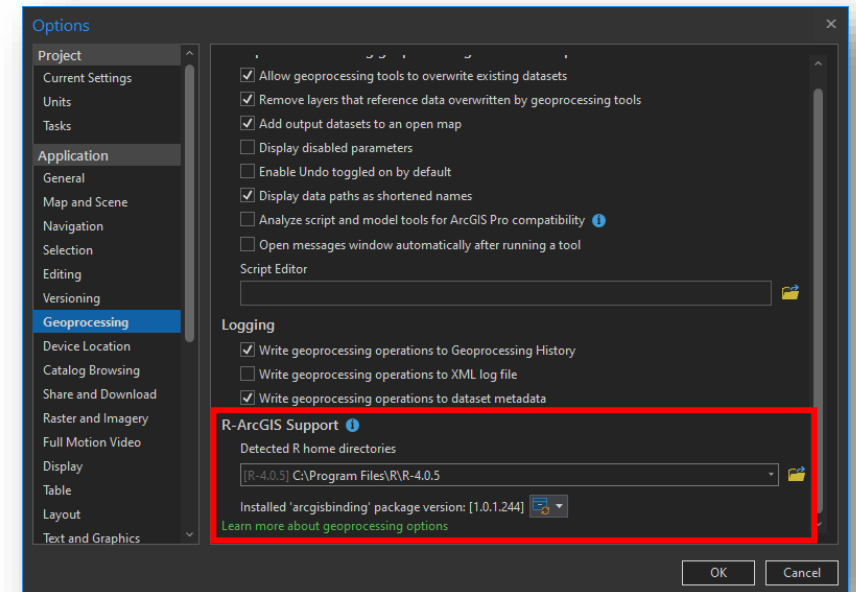 Options
Project
Current Settings
Units
Tasks
Application
General
Map and Scene
Navigation
Selection
Editing
Versioning
Geoprocessing
Device Location
Catalog Browsing
Share and Download
Raster and Imagery
Full Motion Video
Display
Table
Layout
Text and Graphics
Allow geoprocessing tools to overwrite existing datasets
Remove layers that reference data overwritten by geoprocessing tools
Add output datasets to an open map
Display disabled parameters
Enable Undo toggled on by default
Display data paths as shortened names
Analyze script and model tools for ArcGIS Pro compatibility
Open messages window automatically after running a tool
Script Editor
Logging
Write geoprocessing operations to Geoprocessing History
Write geoprocessing operations to XML log file
Write geoprocessing operations to dataset metadata
R-ArcGIS Support
Detected R home directories
[R-4.0.5] C:\Program Files\R\R-4.0.5
Installed 'arcgisbinding' package version: [1.0.1.244]
Learn more about geoprocessing options
OK Cancel